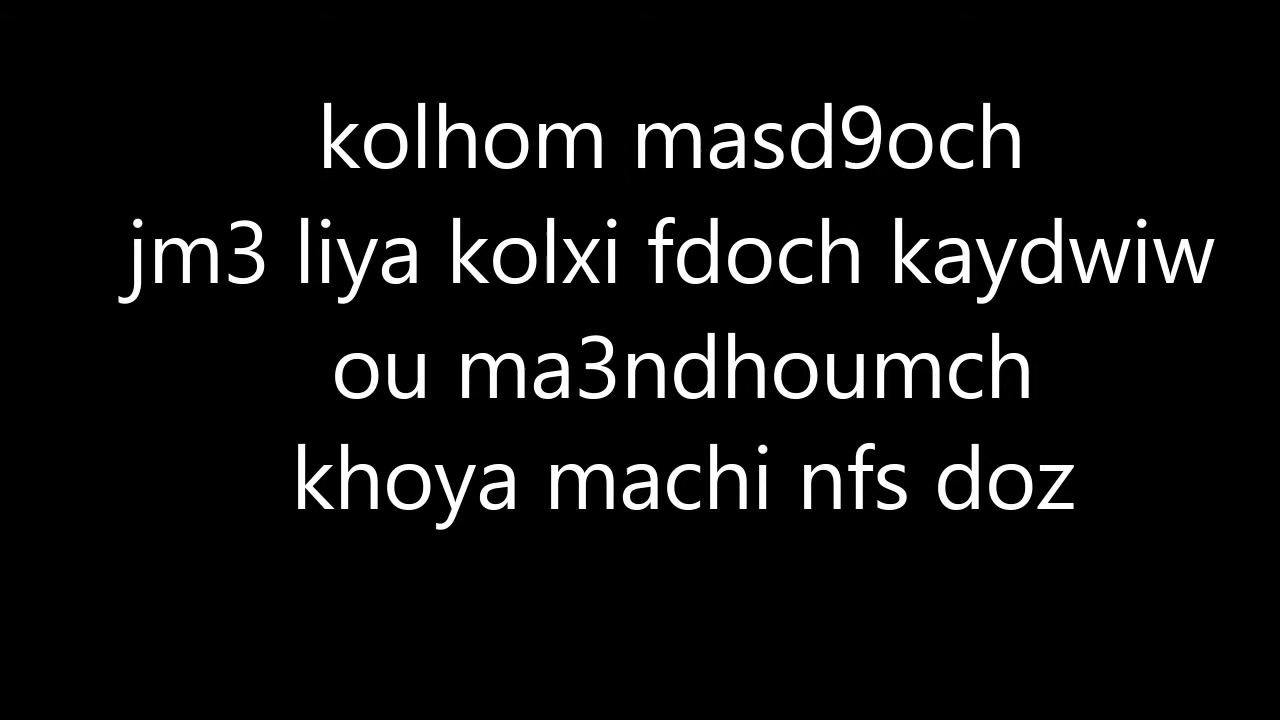 kolhom masd9och
jm3 liya kolxi fdoch kaydwiw
ou ma3ndhoumch
khoya machi nfs doz